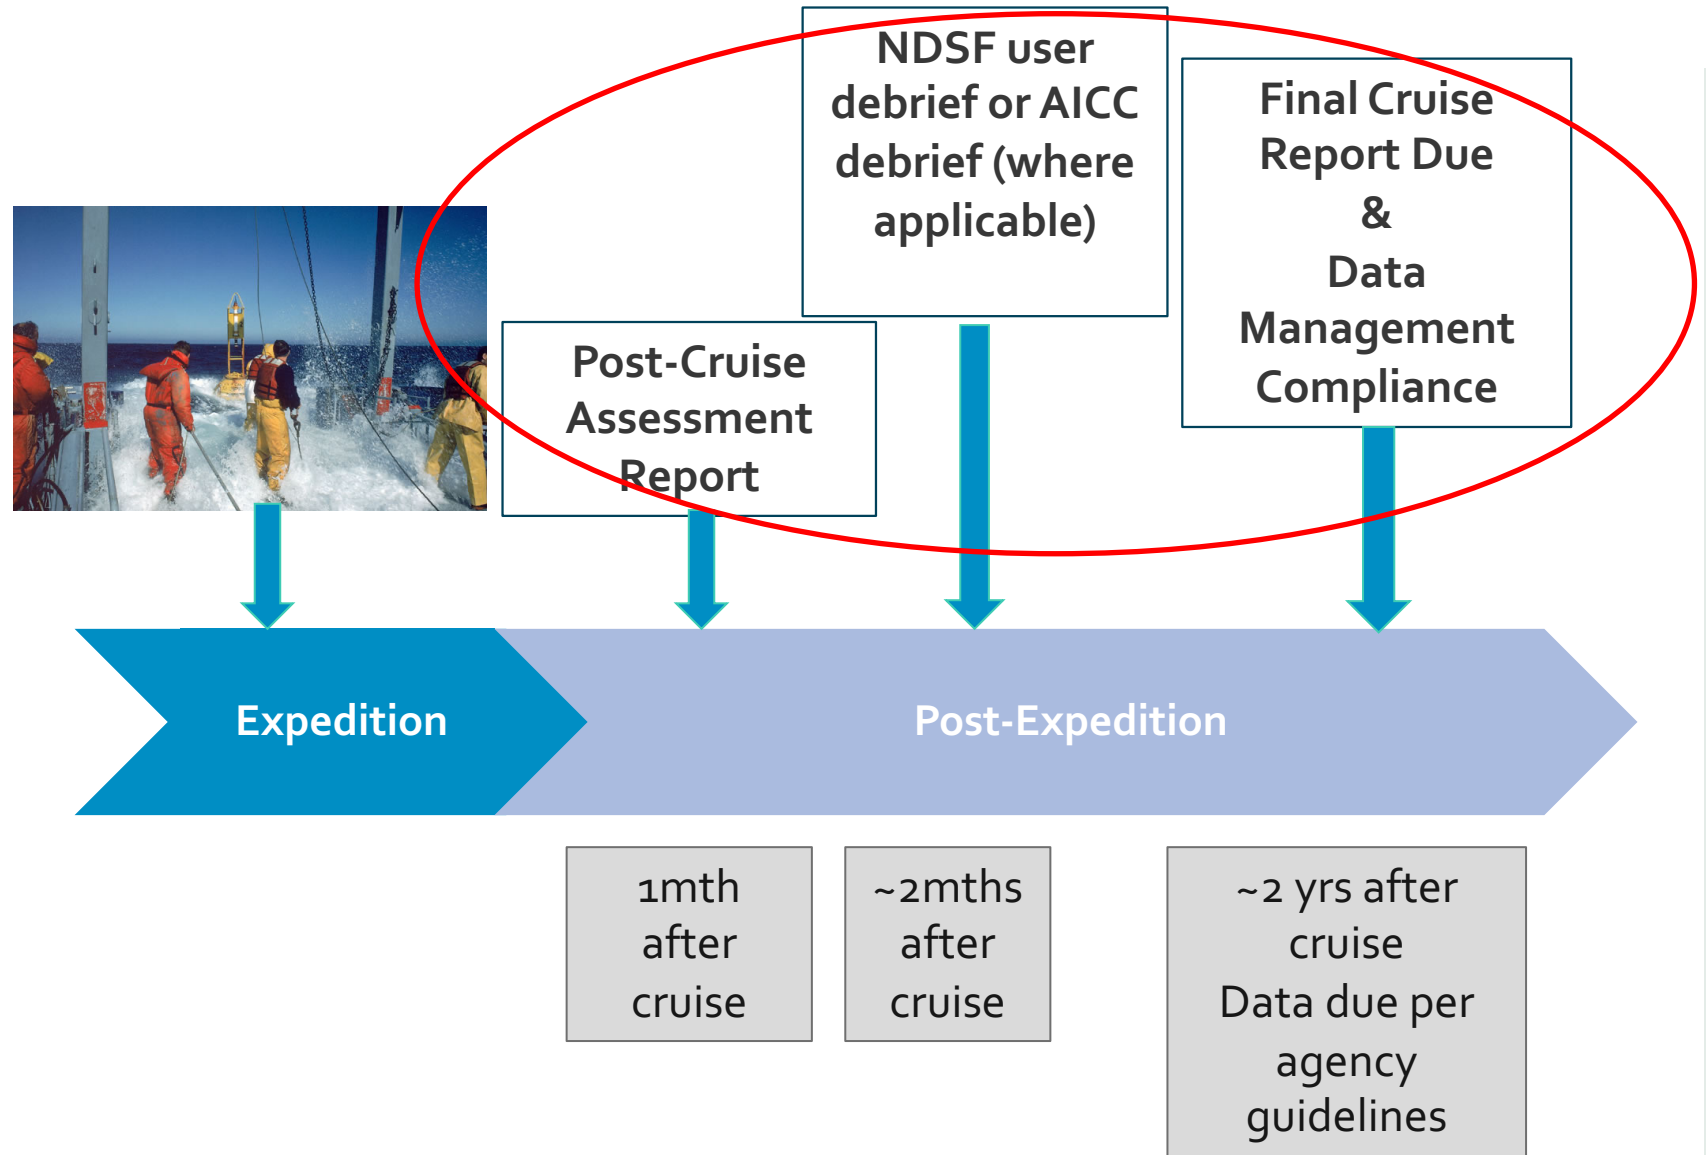 NDSF user
debrief or AICC
debrief (where
applicable)
Final Cruise
Report Due
&
Data
Management
Compliance
Post-Cruise
Assessment
Report
Expedition
Post-Expedition
1mth
after
cruise
~2mths
after
cruise
~2 yrs after
cruise
Data due per
agency
guidelines